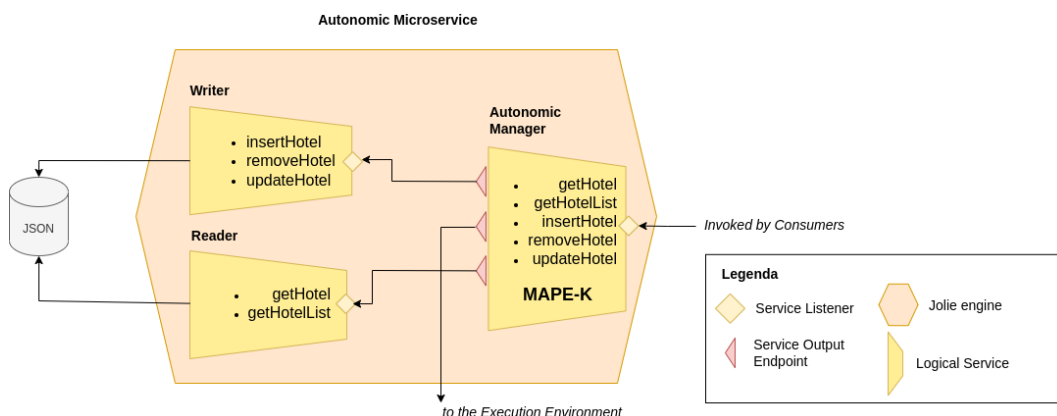 Autonomic Microservice
Writer
• insertHotel
• removeHotel
• updateHotel
Autonomic
Manager
• getHotel
• getHotelList
• insertHotel
• removeHotel
• updateHotel
MAPE-K
JSON
Reader
• getHotel
• getHotelList
Invoked by Consumers
Legenda
Service Listener
Jolie engine
Service Output
Endpoint
Logical Service
to the Execution Environment